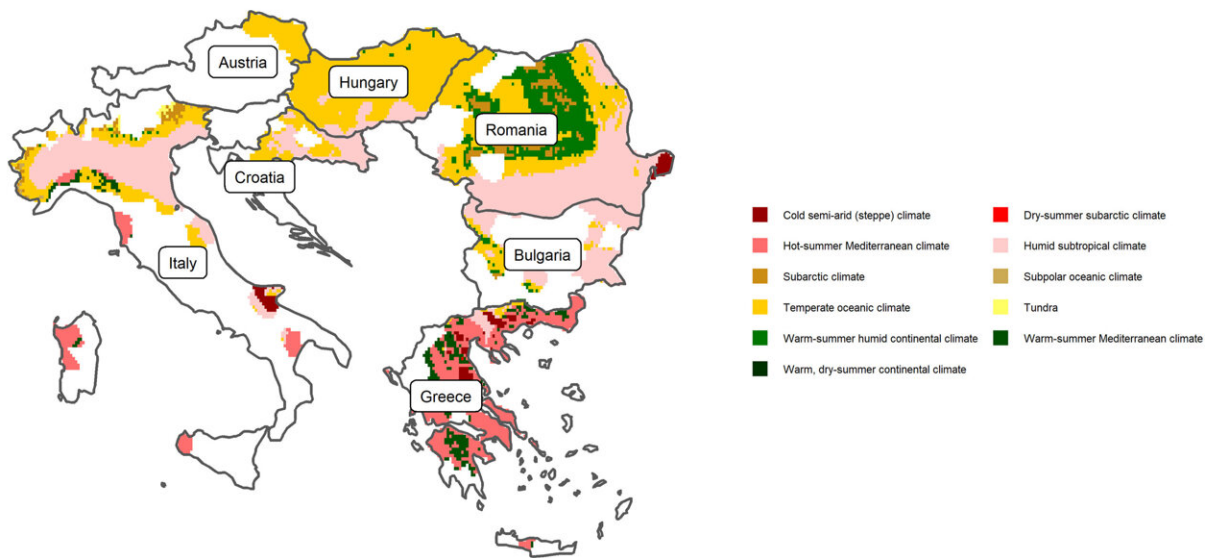 Austria
Hungary
Romania
Croatia
Italy
Bulgaria
Greece
Cold semi-arid (steppe) climate
Hot-summer Mediterranean climate
Subarctic climate
Temperate oceanic climate
Warm-summer humid continental climate
Warm, dry-summer continental climate
Dry-summer subarctic climate
Humid subtropical climate
Subpolar oceanic climate
Tundra
Warm-summer Mediterranean climate